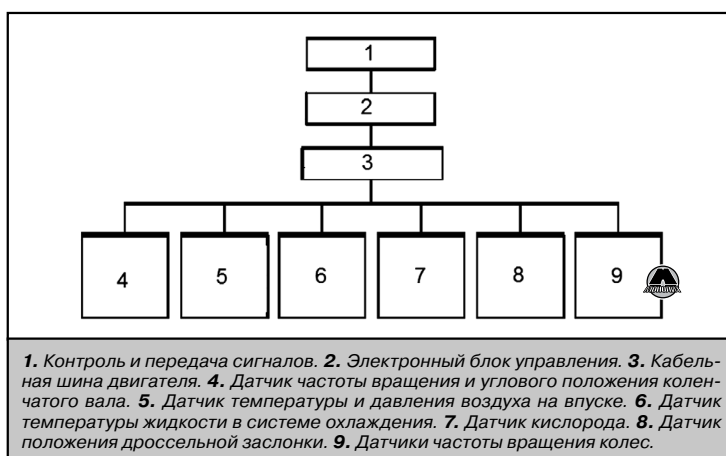 1
2
3
4 5 6 7 8 9
1. Контроль и передача сигналов. 2. Электронный блок управления. 3. Кабель-
ная шина двигателя. 4. Датчик частоты вращения и углового положения колен-
чатого вала. 5. Датчик температуры и давления воздуха на впуске. 6. Датчик
температуры жидкости в системе охлаждения. 7. Датчик кислорода. 8. Датчик
положения дроссельной заслонки. 9. Датчики частоты вращения колес.